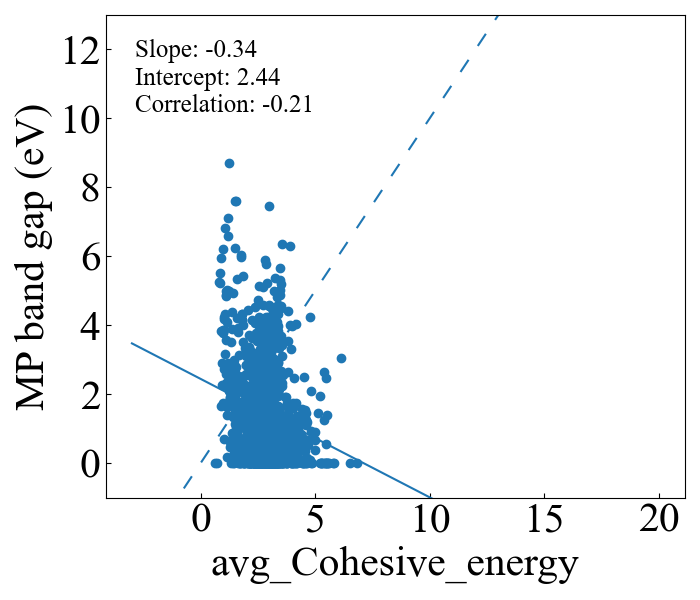 Slope: -0.34
Intercept: 2.44
Correlation: -0.21
MP band gap (eV)
12
10
8
6
4
2
0
0 5 10 15 20
avg_Cohesive_energy